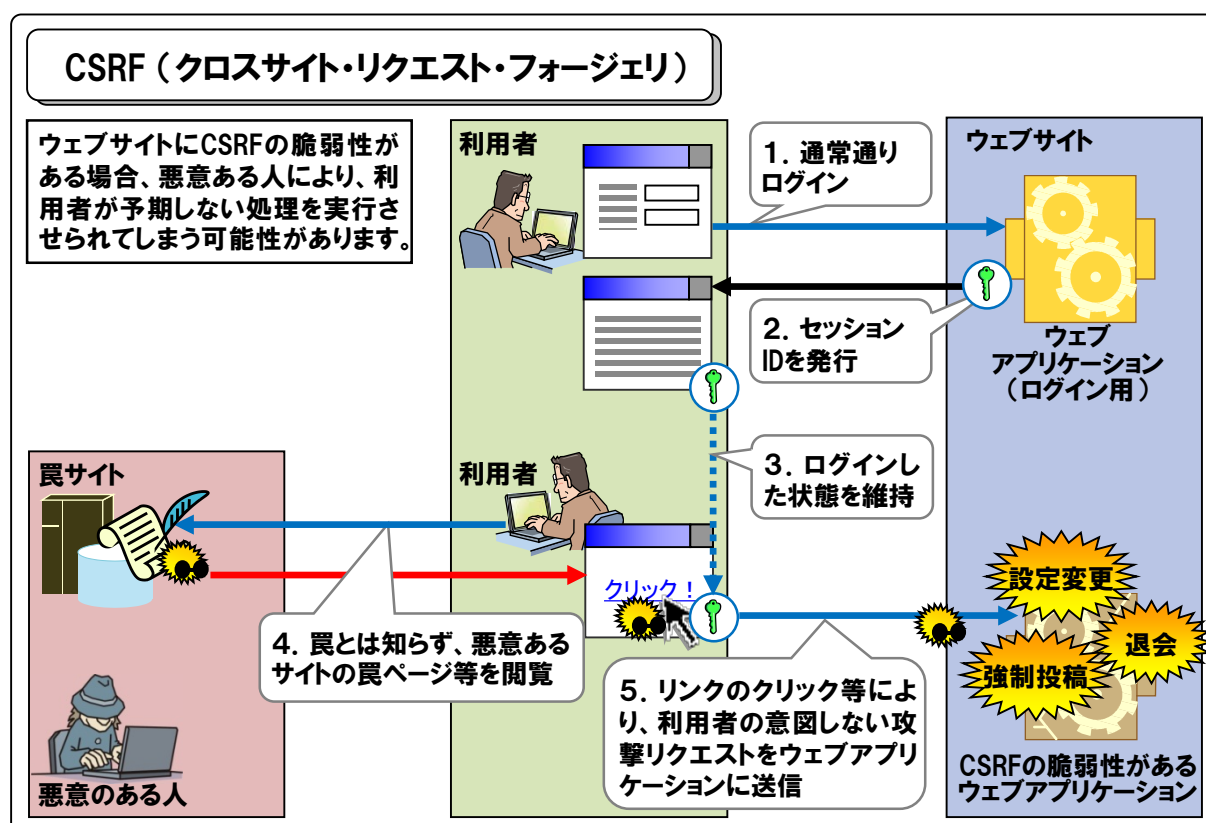 CSRF（クロスサイト・リクエスト・フォージェリ）
ウェブサイトにCSRFの脆弱性が
ある場合、悪意ある人により、利
用者が予期しない処理を実行さ
せられてしまう可能性があります。
利用者
1．通常通り
ログイン
ウェブサイト
2．セッション
IDを発行
ウェブ
アプリケーション
（ログイン用）
罠サイト
利用者
3．ログインし
た状態を維持
クリック！
4．罠とは知らず、悪意ある
サイトの罠ページ等を閲覧
設定変更
退会
強制投稿
5．リンクのクリック等によ
り、利用者の意図しない攻
撃リクエストをウェブアプリ
ケーションに送信
悪意のある人
CSRFの脆弱性がある
ウェブアプリケーション